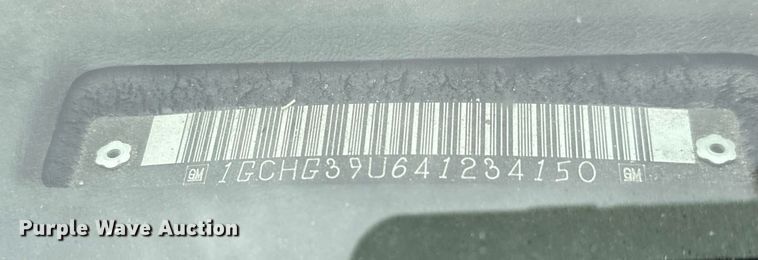 GM 1GCHG39U641234150 GM
Purple Wave Auction